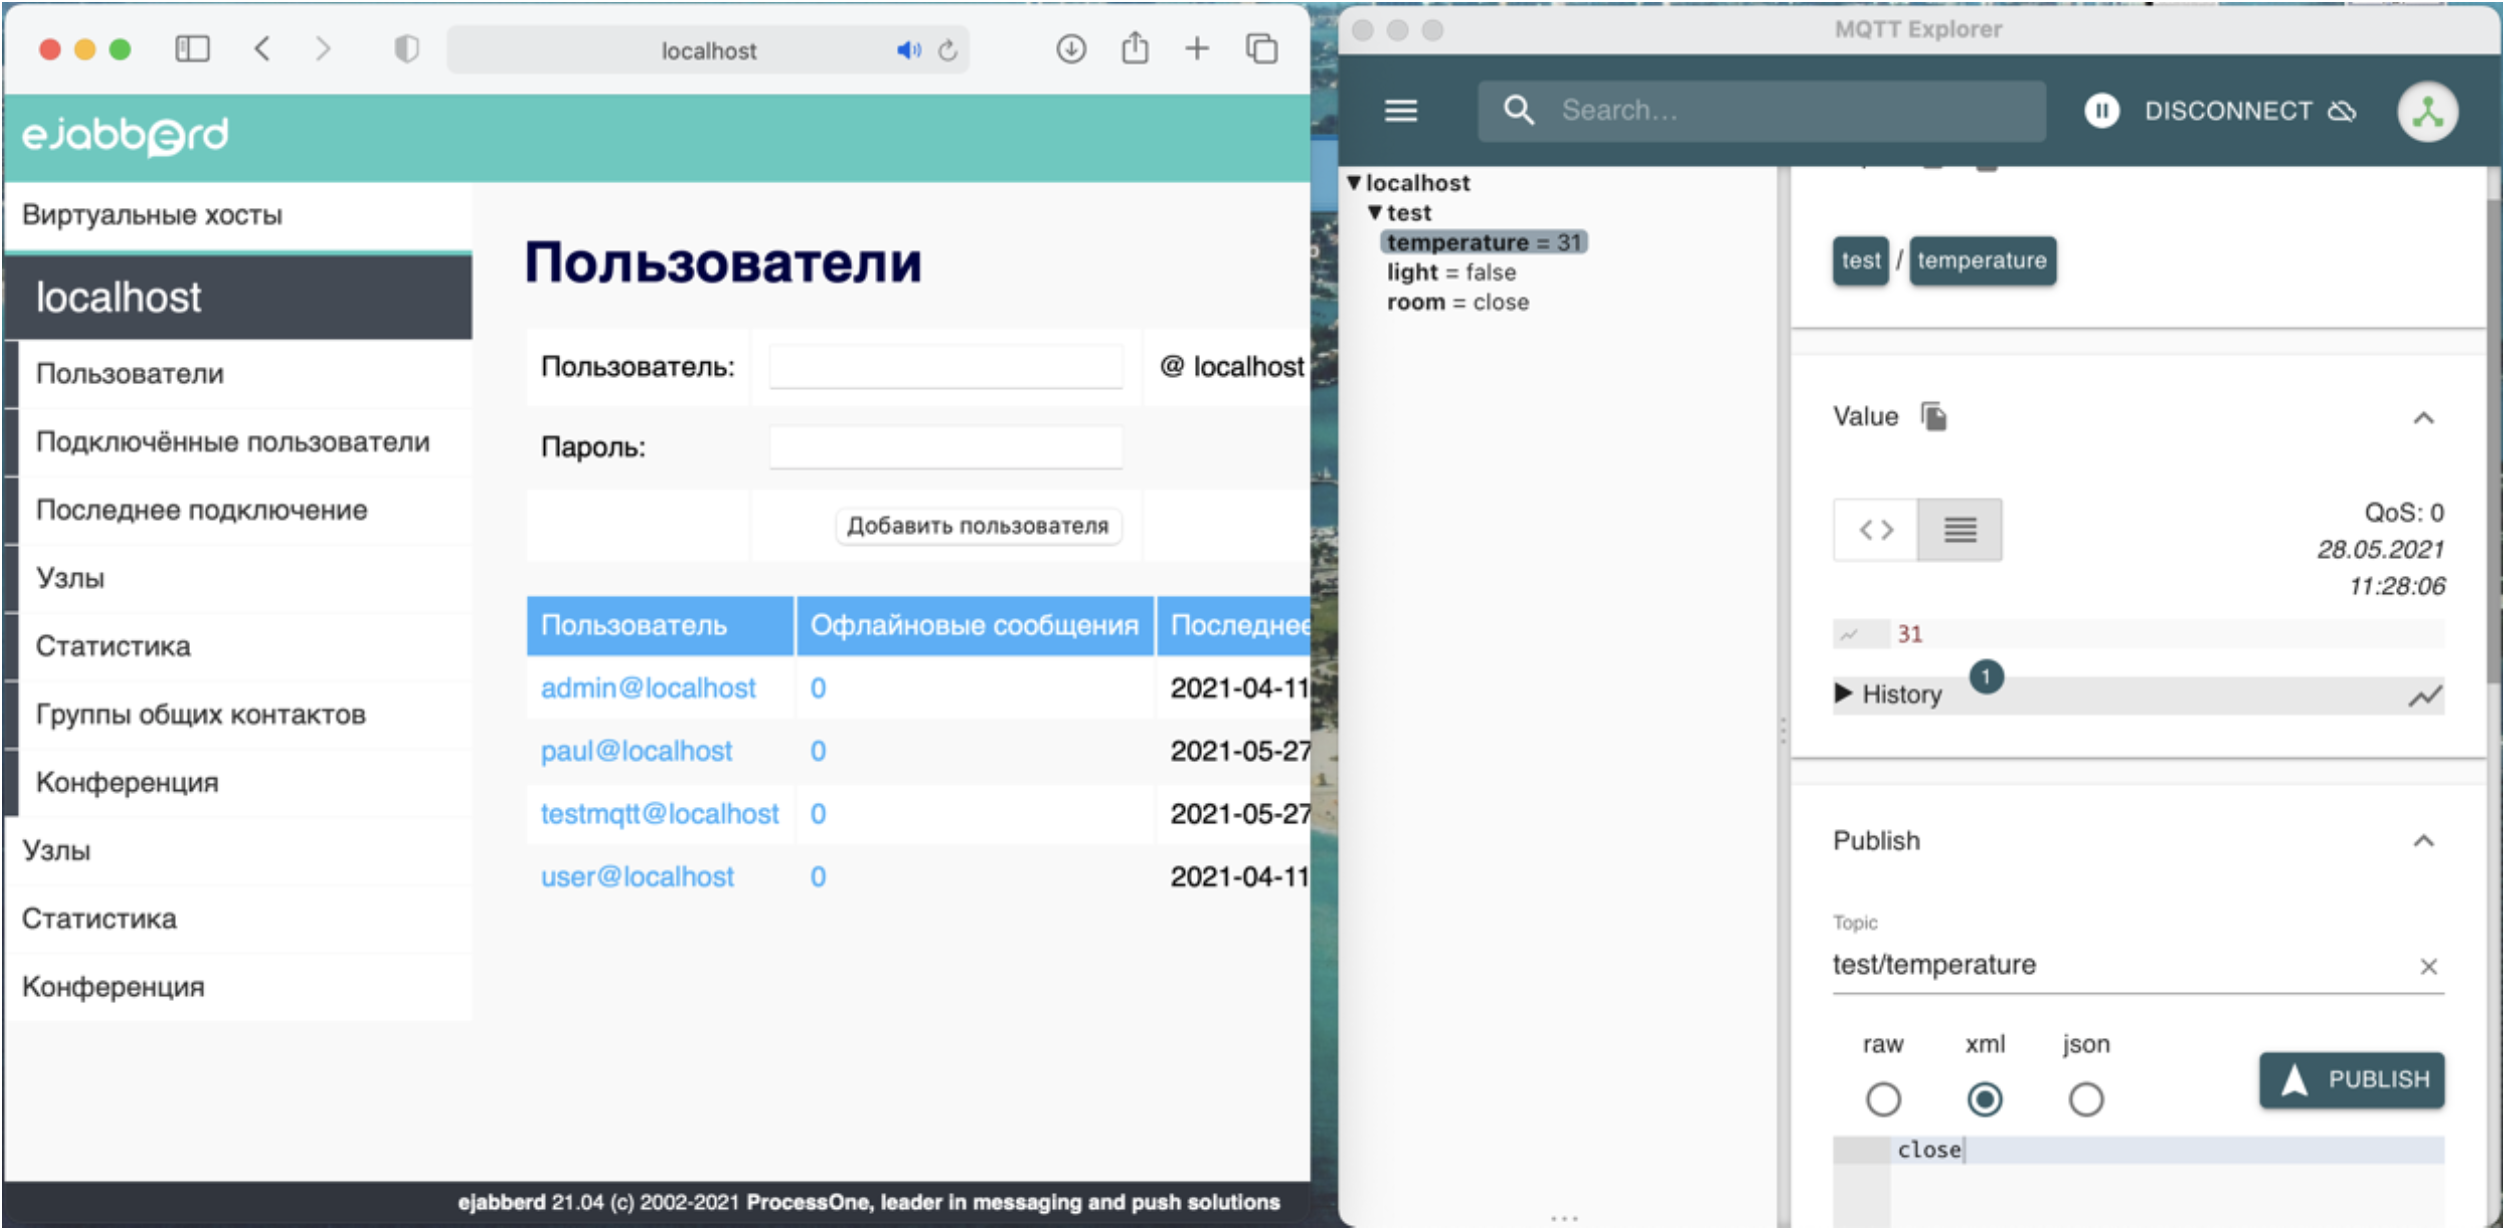 localhost
ejabberd
Виртуальные хосты
localhost
Пользователи
Подключённые пользователи
Последнее подключение
Узлы
Статистика
Группы общих контактов
Конференция
Узлы
Статистика
Конференция
Пользователи
Пользователь:
@ localhost
Пароль:
Добавить пользователя
Пользователь Офлайновые сообщения Последнее
admin@localhost 0 2021-04-11
paul@localhost 0 2021-05-27
testmqtt@localhost 0 2021-05-27
user@localhost 0 2021-04-11
ejabberd 21.04 (c) 2002-2021 ProcessOne, leader in messaging and push solutions
MQTT Explorer
Search...
DISCONNECT
▼localhost
▼test
temperature = 31
light = false
room = close
test / temperature
Value
QoS: 0
28.05.2021
11:28:06
31
History 1
Publish
Topic
test/temperature
raw xml json
PUBLISH
close